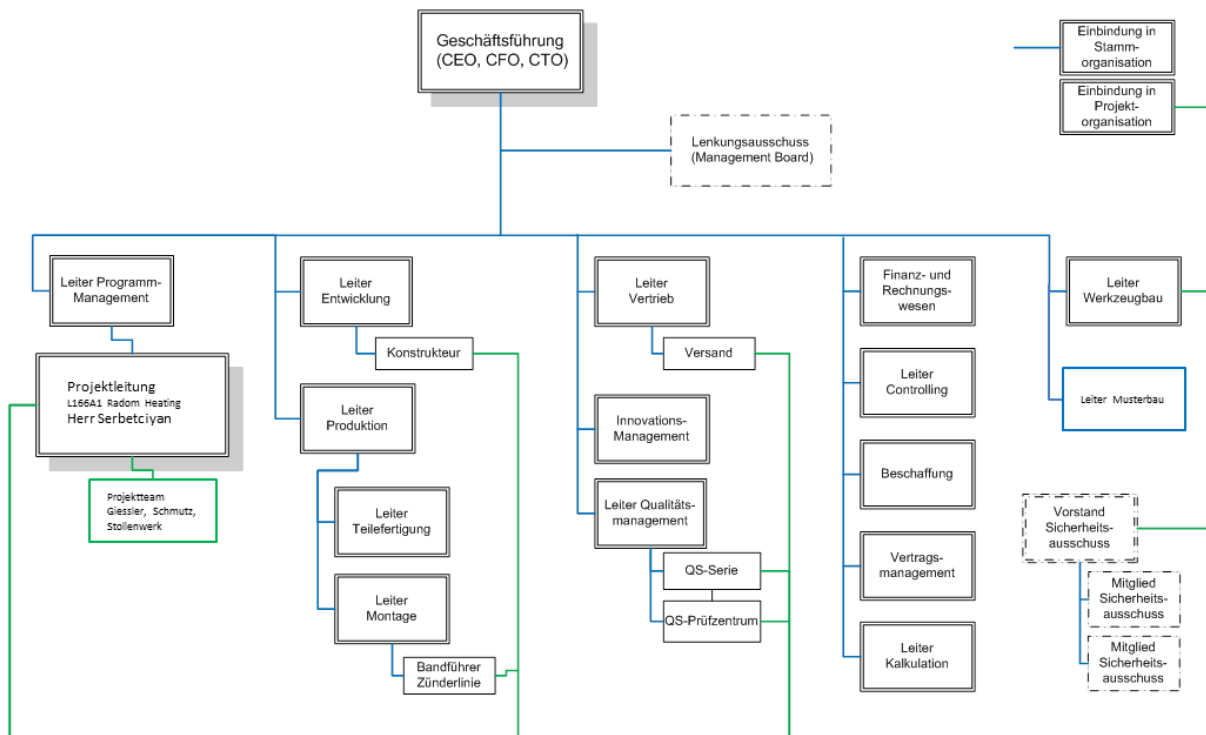 Geschäftsführung
(CEO, CFO, CTO)
Einbindung in
Stamm-
organisation
Einbindung in
Projekt-
organisation
Lenkungsausschuss
(Management Board)
Leiter Programm-
Management
Projektleitung
L166A1 Radom Heating
Herr Serbetciyan
Projektteam
Giessler, Schmutz,
Stollenwerk
Leiter
Entwicklung
Konstrukteur
Leiter
Produktion
Leiter
Teilefertigung
Leiter
Montage
Bandführer
Zünderlinie
Leiter
Vertrieb
Versand
Innovations-
Management
Leiter Qualitäts-
management
QS-Serie
QS-Prüfzentrum
Finanz- und
Rechnungs-
wesen
Leiter
Controlling
Beschaffung
Vertrags-
management
Leiter
Kalkulation
Leiter
Werkzeugbau
Leiter Musterbau
Vorstand
Sicherheits-
ausschuss
Mitglied
Sicherheits-
ausschuss
Mitglied
Sicherheits-
ausschuss